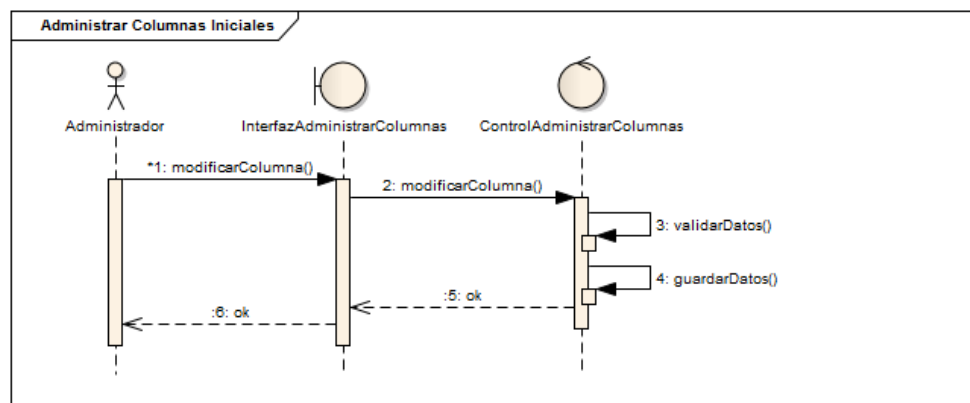 Administrar Columnas Iniciales
Administrador
InterfazAdministrarColumnas
ControlAdministrarColumnas
*1: modificarColumna()
2: modificarColumna()
3: validarDatos()
4: guardarDatos()
:5: ok
:6: ok